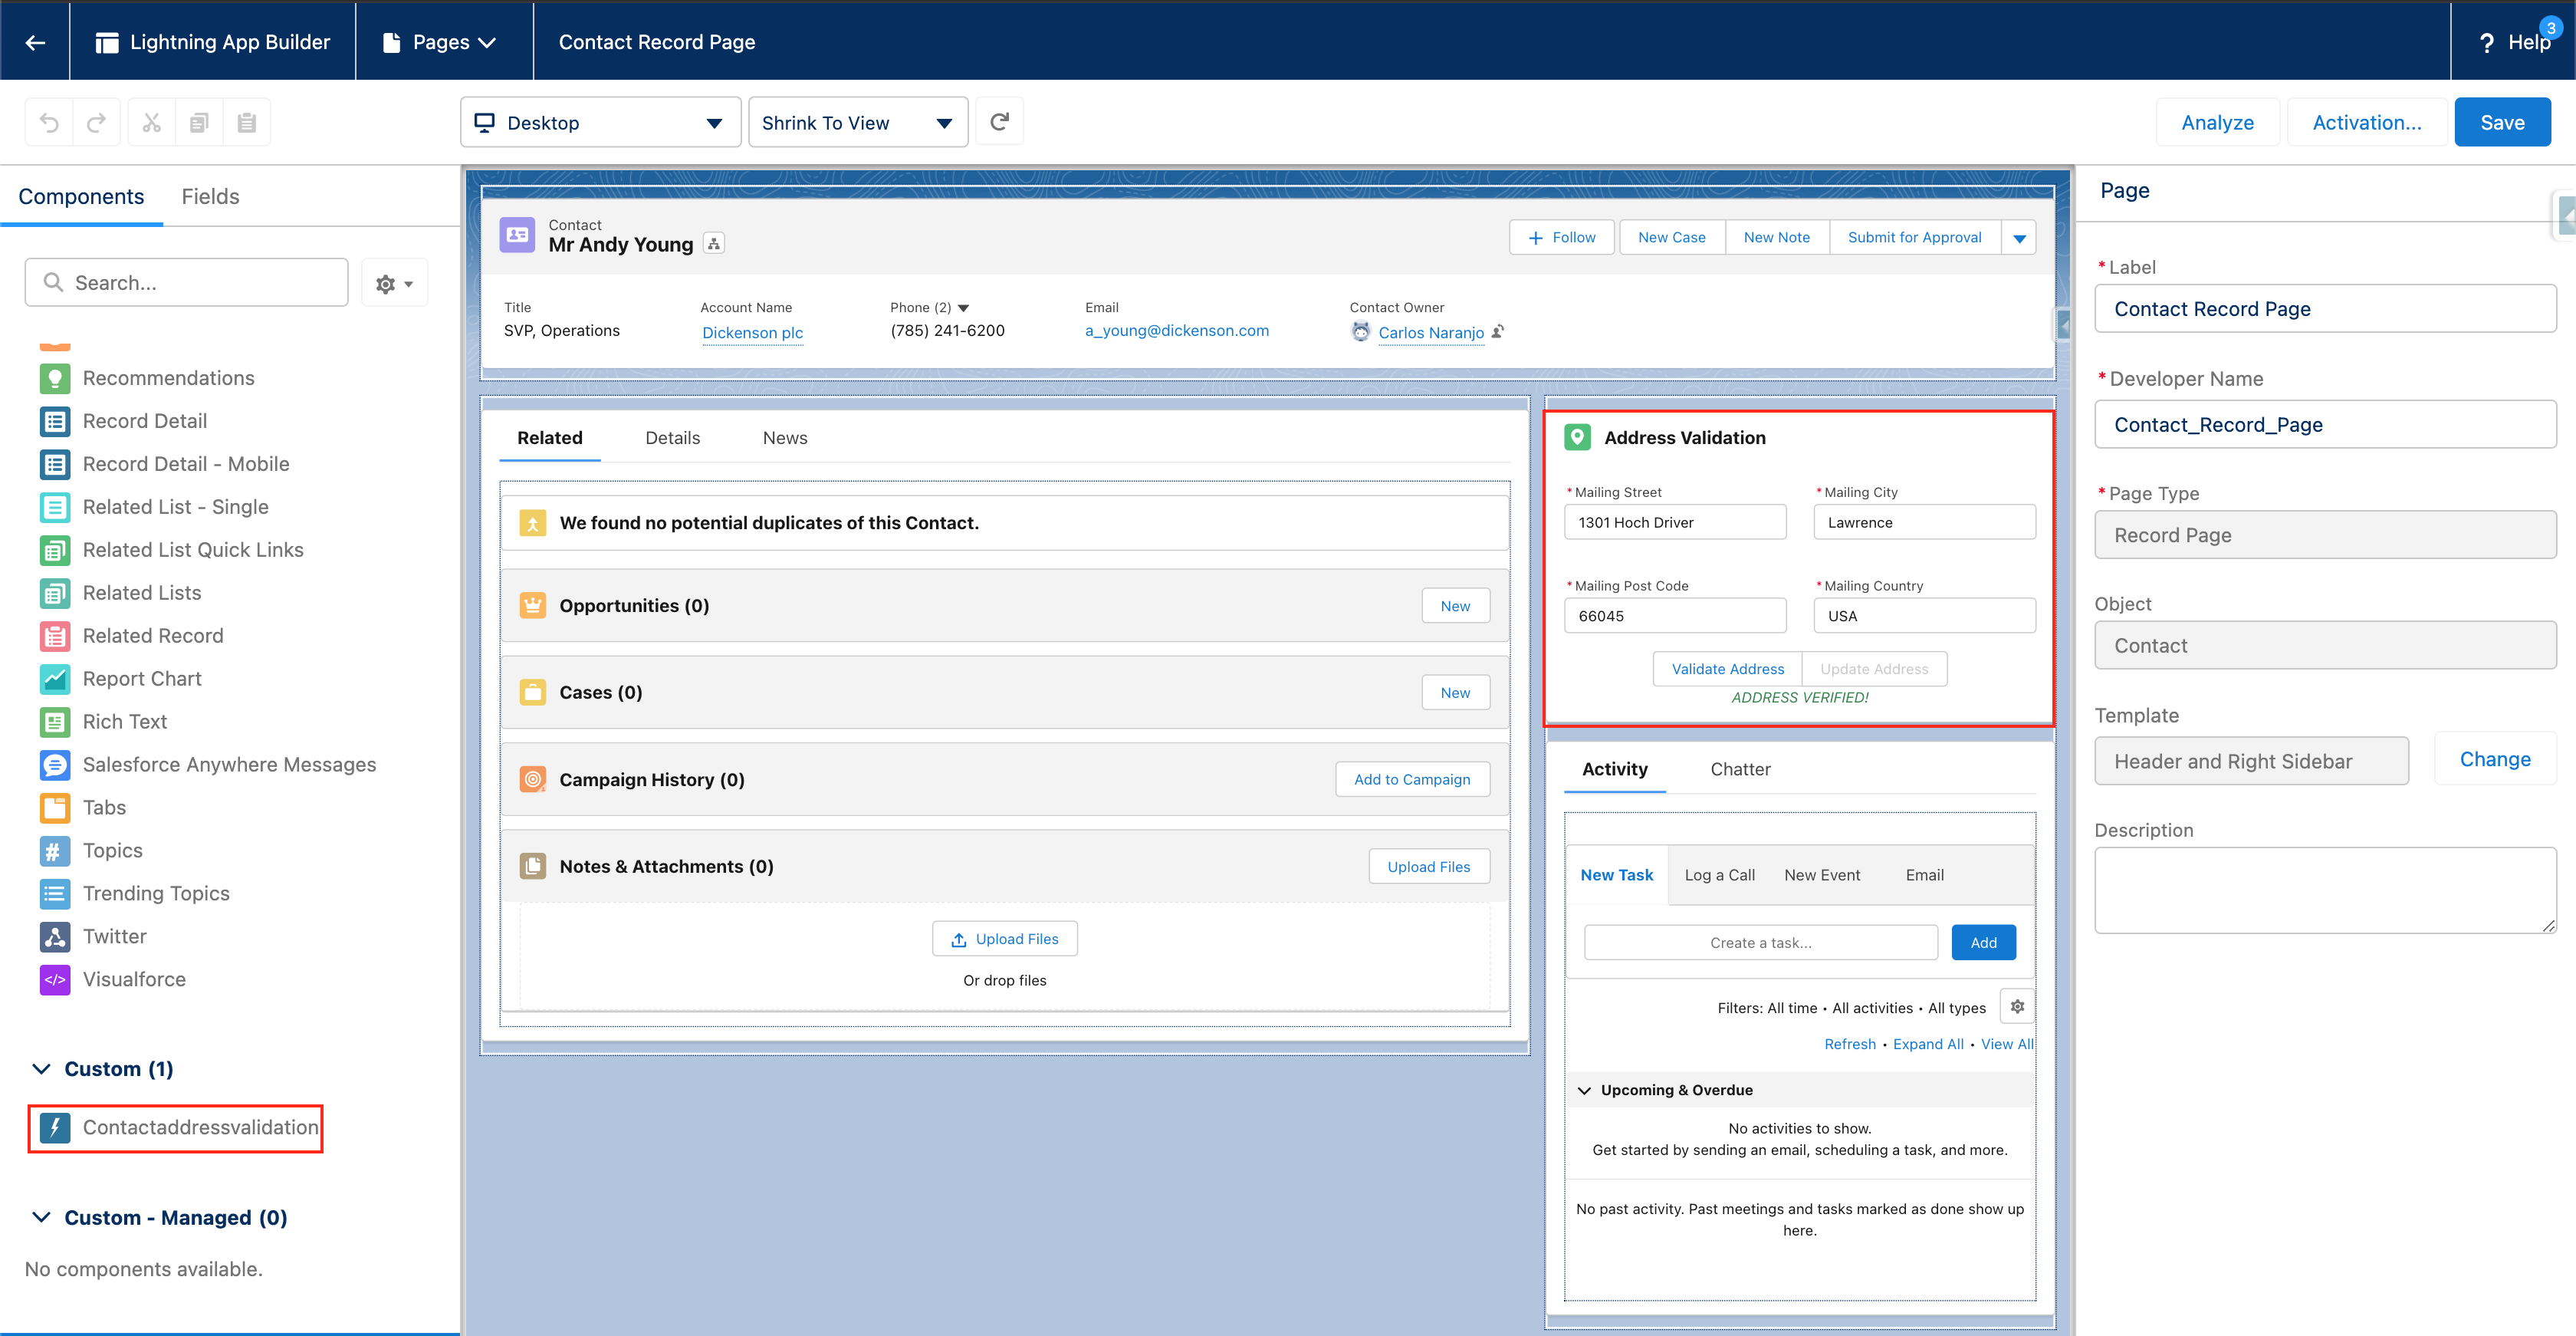 Lightning App Builder
Pages
Contact Record Page
? Help
3
Desktop
Shrink To View
Analyze
Activation...
Save
Components
Fields
Search...
Recommendations
Record Detail
Record Detail - Mobile
Related List - Single
Related List Quick Links
Related Lists
Related Record
Report Chart
Rich Text
Salesforce Anywhere Messages
Tabs
Topics
Trending Topics
Twitter
Visualforce
Custom (1)
Contactaddressvalidation
Custom - Managed (0)
No components available.
Contact
Mr Andy Young
Follow
New Case
New Note
Submit for Approval
Title
SVP, Operations
Account Name
Dickenson plc
Phone (2)
(785) 241-6200
Email
a_young@dickenson.com
Contact Owner
Carlos Naranjo
Related
Details
News
We found no potential duplicates of this Contact.
Opportunities (0)
New
Cases (0)
New
Campaign History (0)
Add to Campaign
Notes & Attachments (0)
Upload Files
Upload Files
Or drop files
Address Validation
* Mailing Street
1301 Hoch Driver
* Mailing City
Lawrence
* Mailing Post Code
66045
* Mailing Country
USA
Validate Address
Update Address
ADDRESS VERIFIED!
Activity
Chatter
New Task
Log a Call
New Event
Email
Create a task...
Add
Filters: All time • All activities • All types
Refresh • Expand All • View All
Upcoming & Overdue
No activities to show.
Get started by sending an email, scheduling a task, and more.
No past activity. Past meetings and tasks marked as done show up
here.
Page
* Label
Contact Record Page
* Developer Name
Contact_Record_Page
* Page Type
Record Page
Object
Contact
Template
Header and Right Sidebar
Change
Description